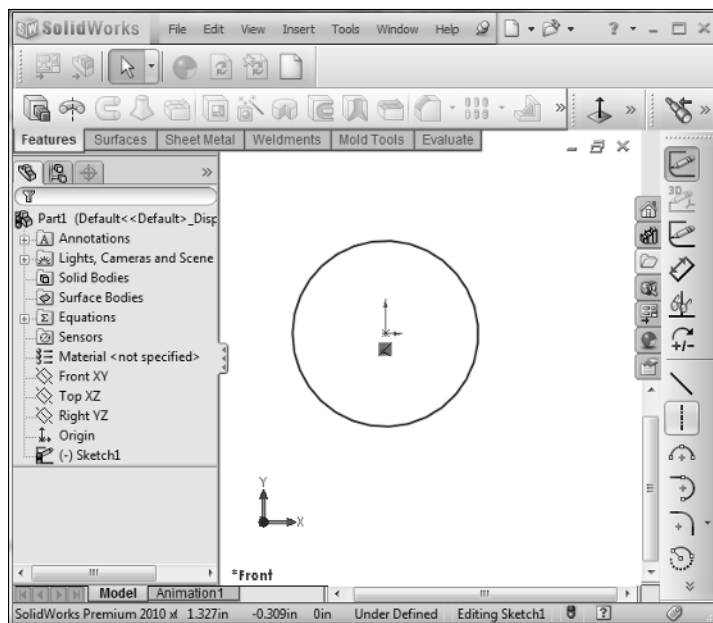 SolidWorks File Edit View Insert Tools Window Help ?
3D
Features Surfaces Sheet Metal Weldments Mold Tools Evaluate
Part1 (Default<<Default>_Disp
Annotations
Lights, Cameras and Scene
Solid Bodies
Surface Bodies
Equations
Sensors
Material <not specified>
Front XY
Top XZ
Right YZ
Origin
(-) Sketch1
Y
X
*Front
Model Animation1
SolidWorks Premium 2010 x( 1.327in -0.309in 0in Under Defined Editing Sketch1 ?